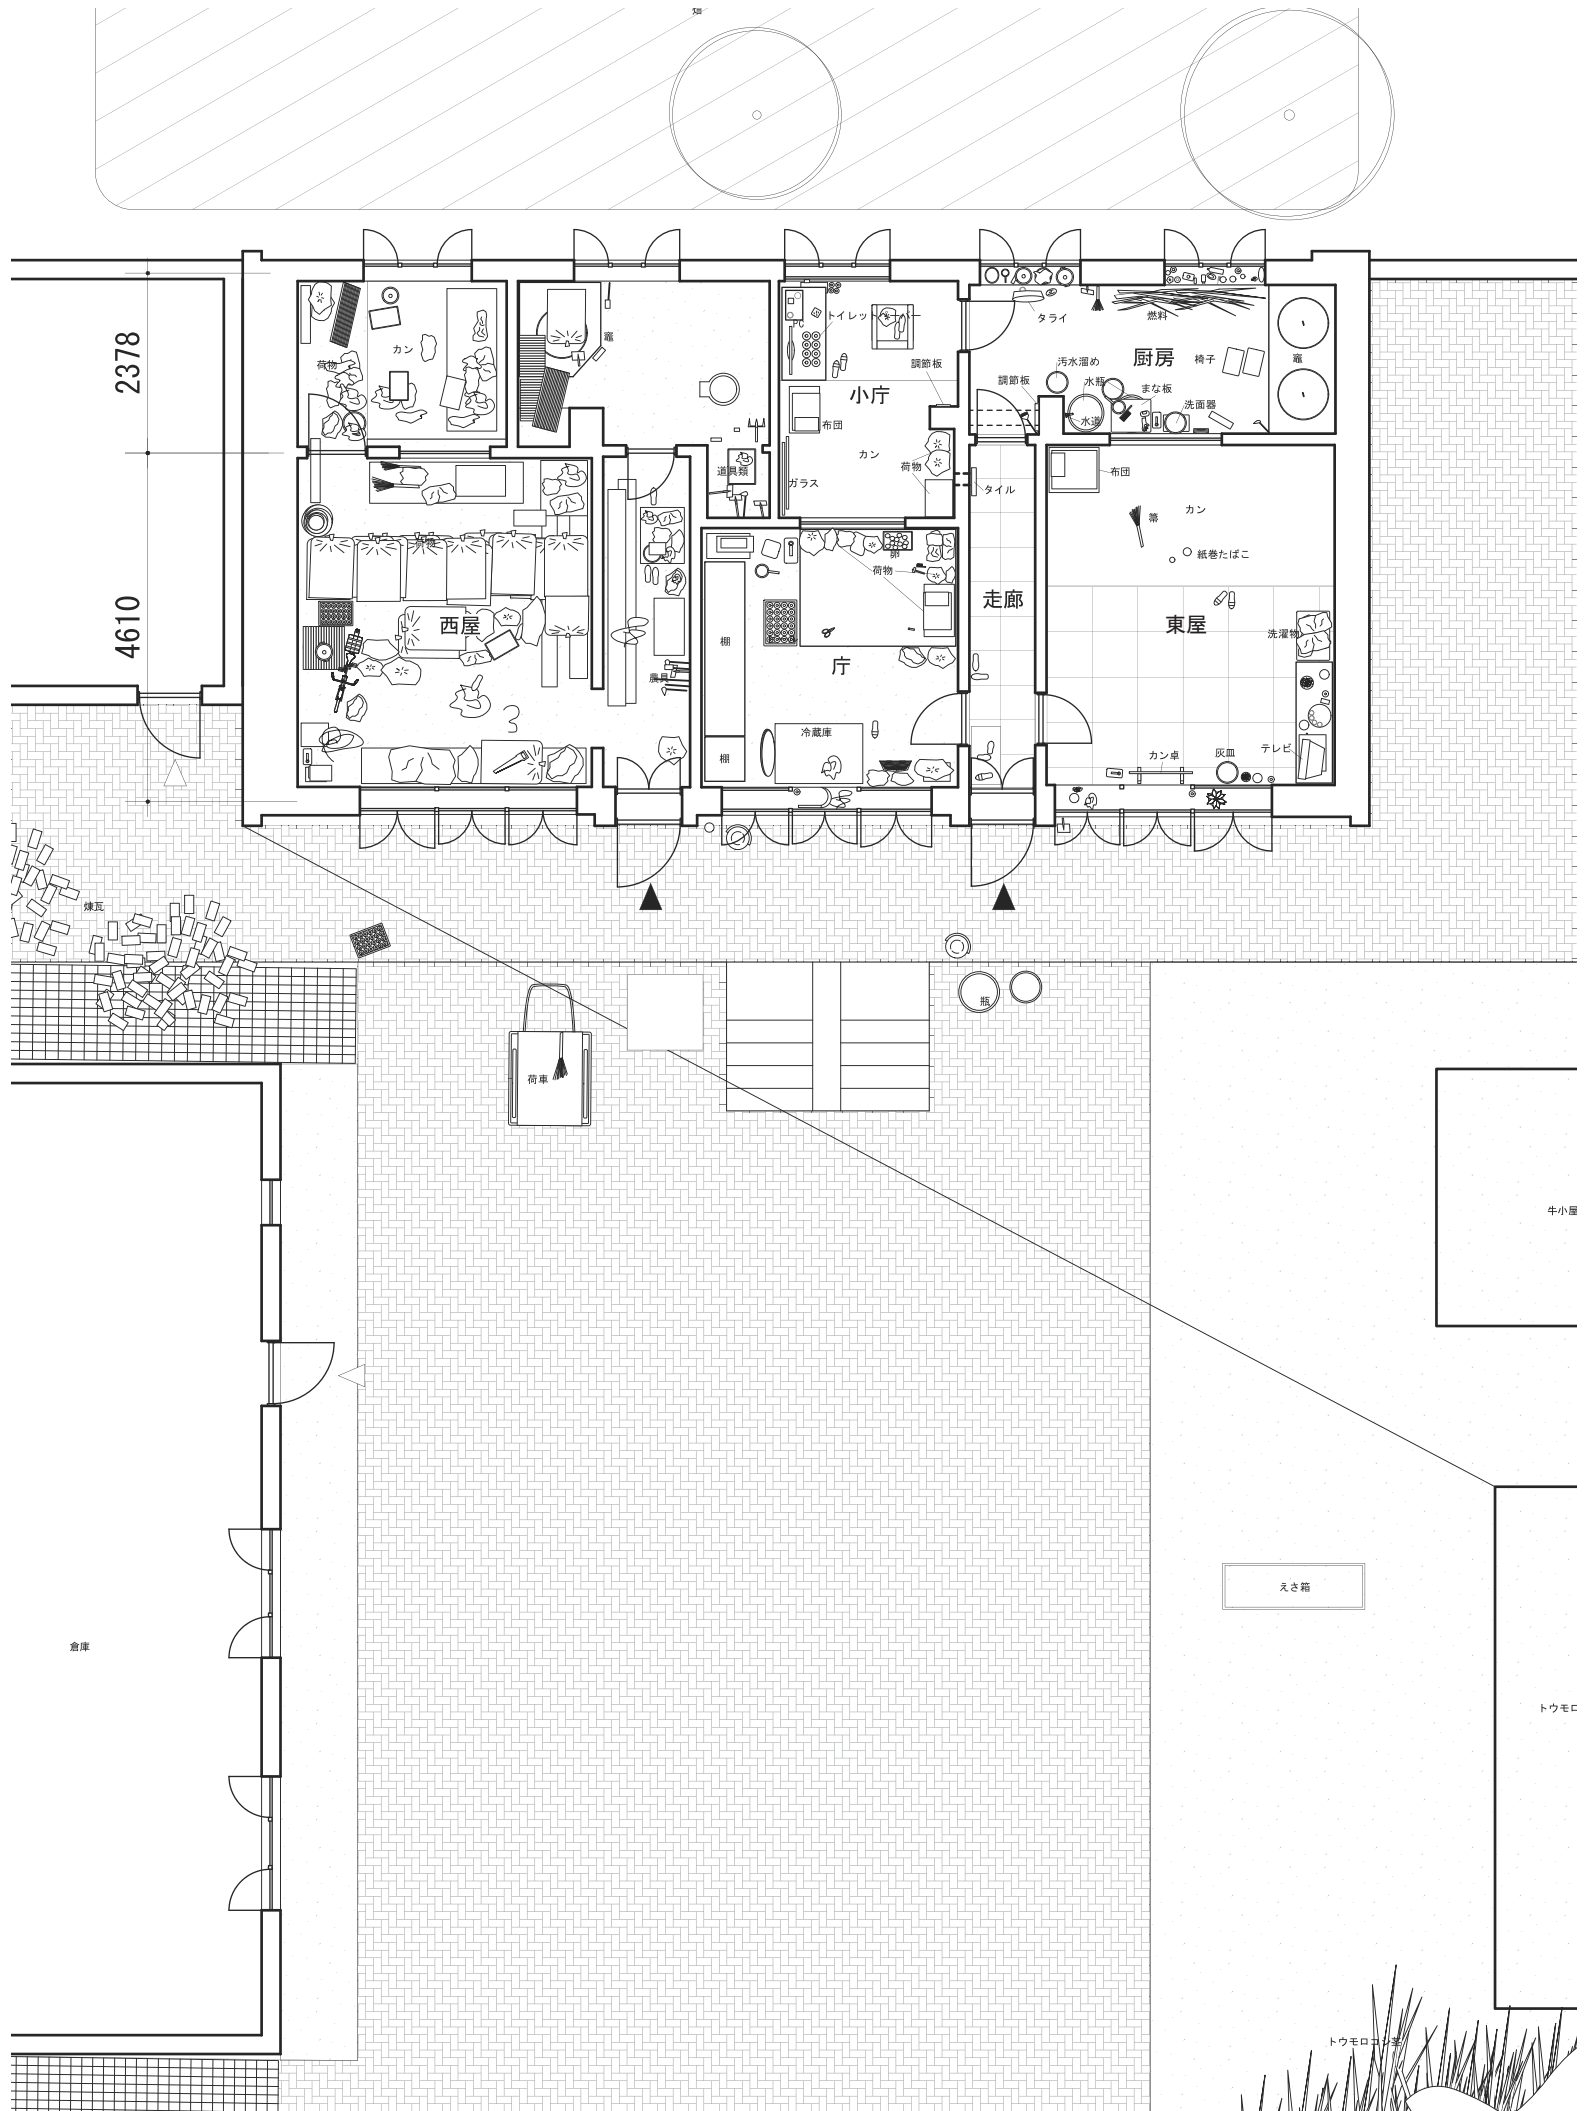 畑
2378
4610
カン
荷物
竈
道具類
荷物
西屋
農具
PC
トイレットペーパー
小庁
調節板
布団
カン
荷物
ガラス
タイル
卵
荷物
棚
庁
棚
冷蔵庫
走廊
タライ
燃料
厨房
椅子
竈
汚水溜め
調節板
水瓶
まな板
水道
洗面器
布団
カン
箒
紙巻たばこ
東屋
洗濯物
カン卓
灰皿
テレビ
煉瓦
荷車
瓶
牛小屋
えさ箱
倉庫
トウモロ
トウモロコシ茎